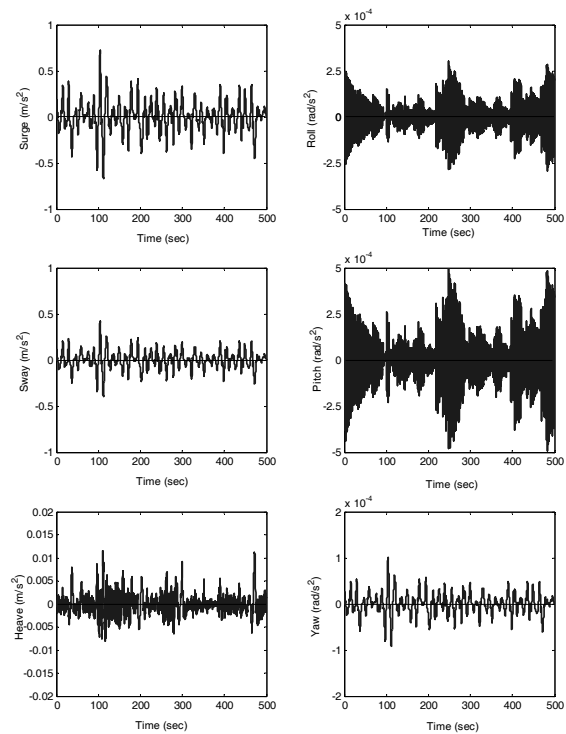 1
0.5
0
-0.5
-1
Surge (m/s2)
0 100 200 300 400 500
Time (sec)
x 10-4
5
2.5
0
-2.5
-5
Roll (rad/s2)
0 100 200 300 400 500
Time (sec)
1
0.5
0
-0.5
-1
Sway (m/s2)
0 100 200 300 400 500
Time (sec)
x 10-4
5
0
-5
Pitch (rad/s2)
0 100 200 300 400 500
Time (sec)
0.02
0.015
0.01
0.005
0
-0.005
-0.01
-0.015
-0.02
Heave (m/s2)
0 100 200 300 400 500
Time (sec)
x 10-4
2
1
0
-1
-2
Yaw (rad/s2)
0 100 200 300 400 500
Time (sec)